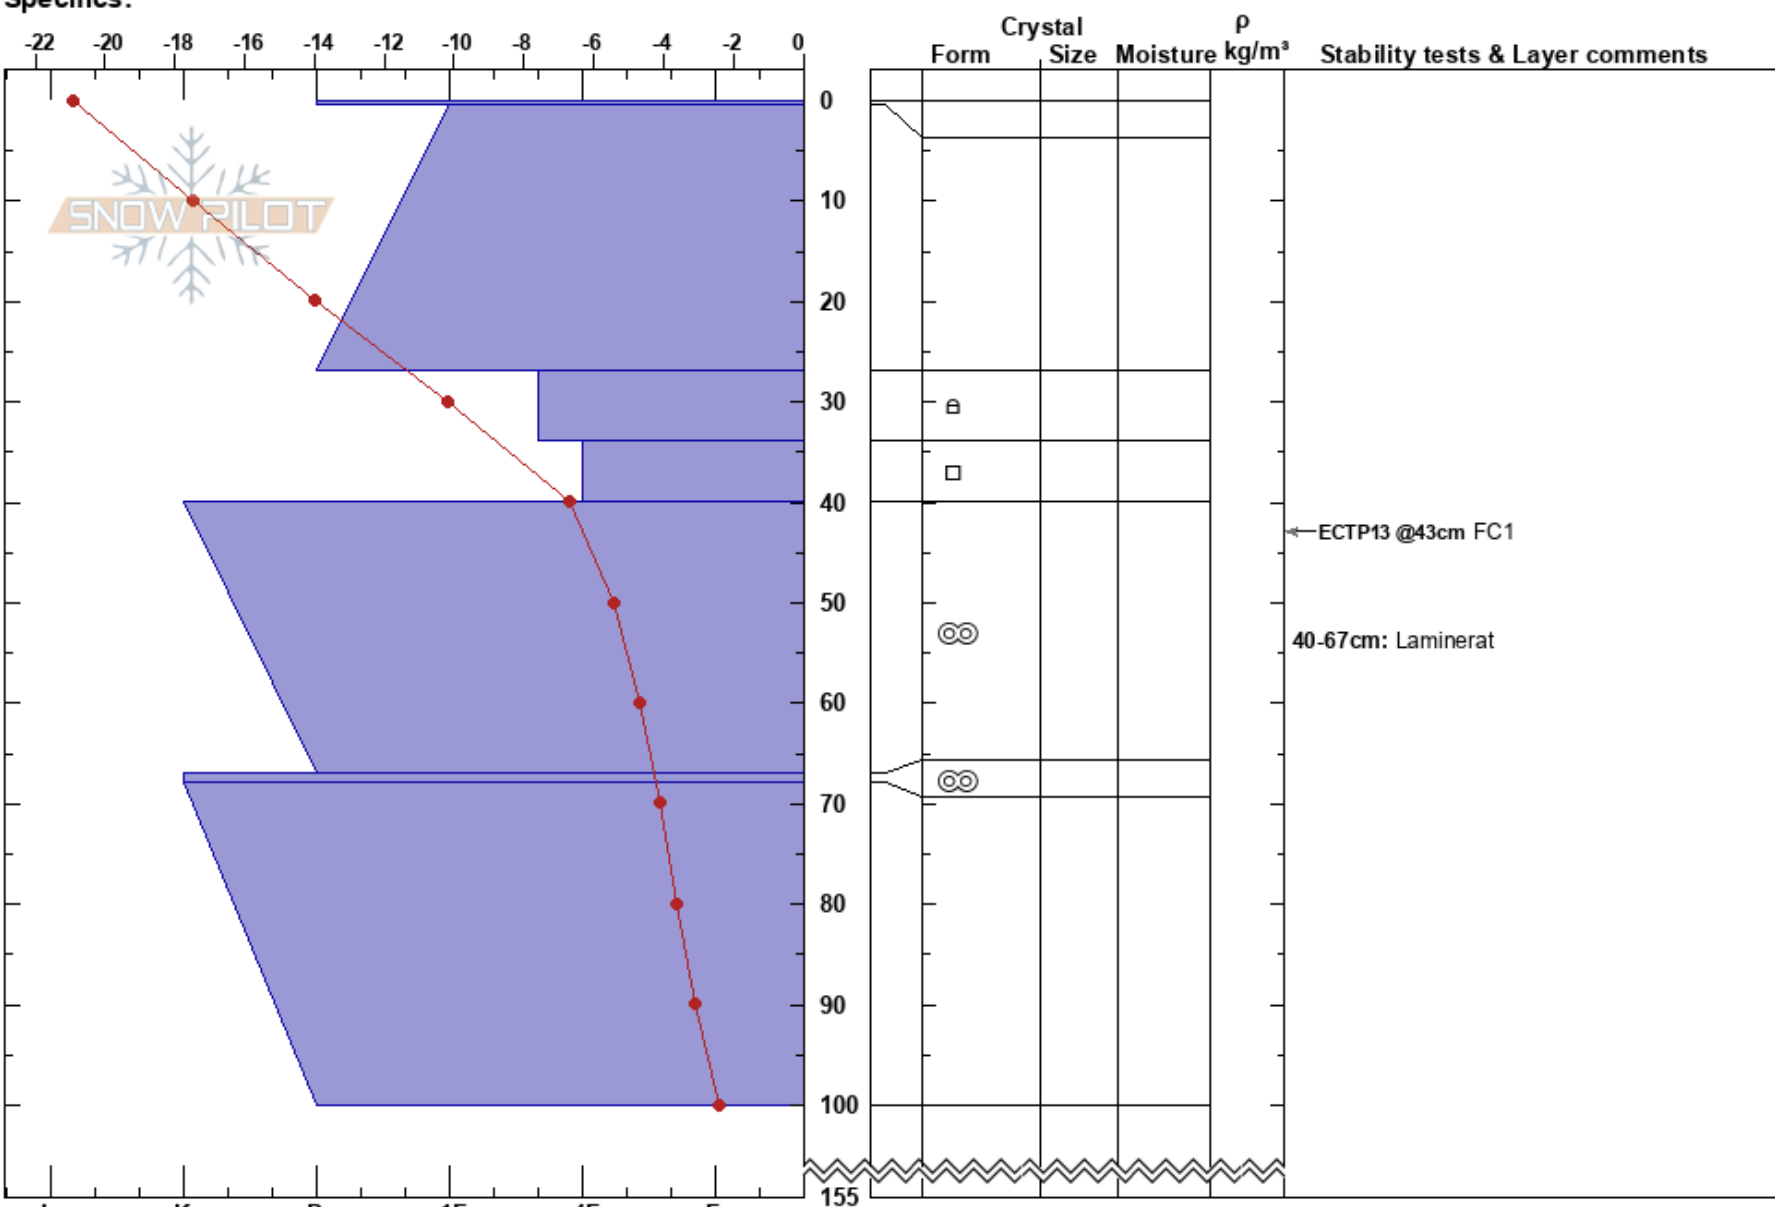 Specifics:
Crystal ρ
-22 -20 -18 -16 -14 -12 -10 -8 -6 -4 -2 0
Form Size Moisture kg/m³ Stability tests & Layer comments
0
10
SNOW PILOT
20
30
40
ECTP13 @43cm FC1
50
40-67cm: Laminerat
60
70
80
90
100
155